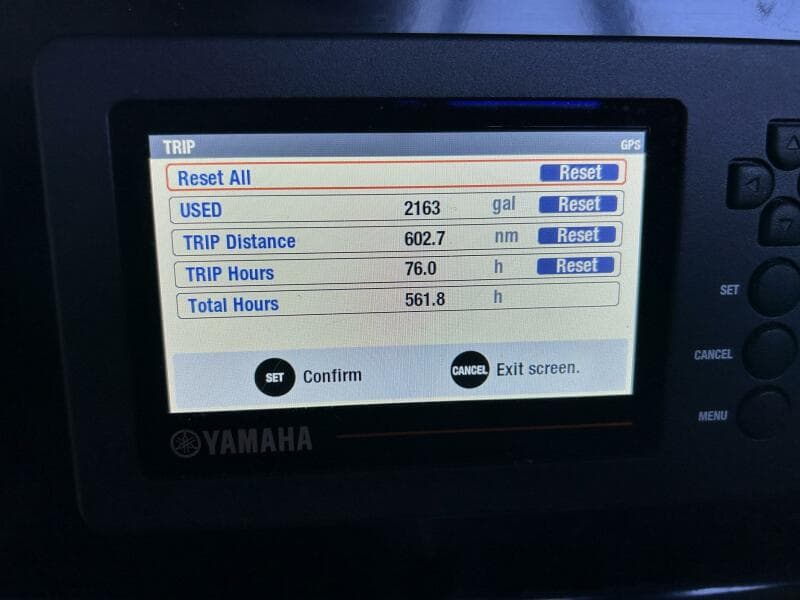 TRIP GPS
Reset All Reset
USED 2163 gal Reset
TRIP Distance 602.7 nm Reset
TRIP Hours 76.0 h Reset
Total Hours 561.8 h
SET Confirm CANCEL Exit screen.
YAMAHA
SET
CANCEL
MENU